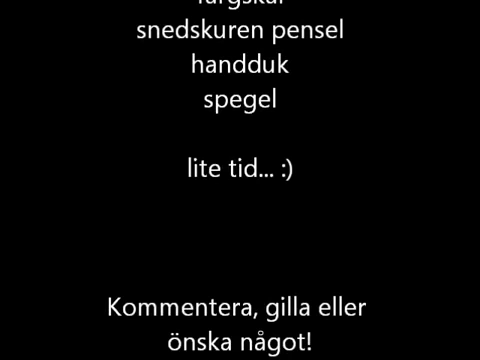 snedskuren pensel
handduk
spegel
lite tid... :)
Kommentera, gilla eller
önska något!